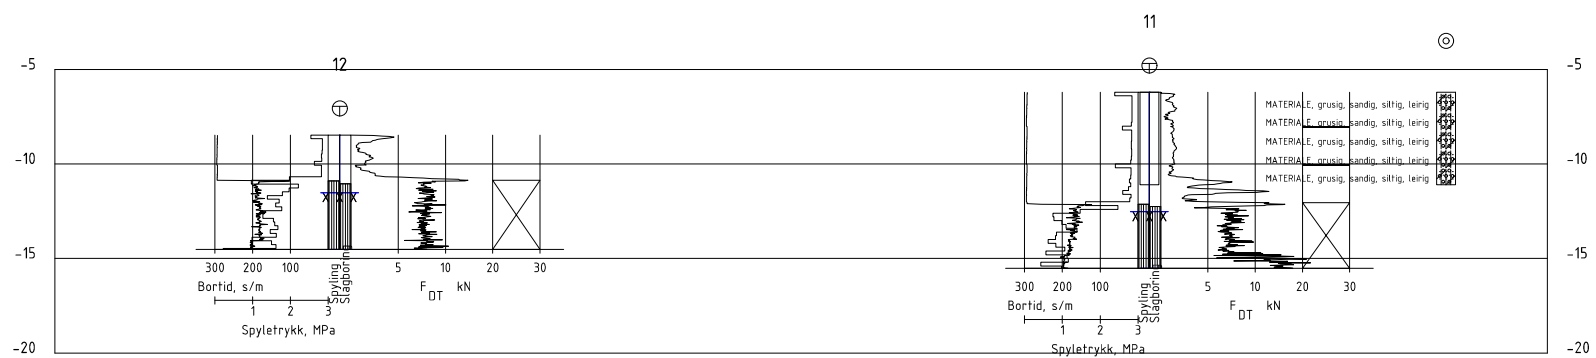 11
12
-5
-5
MATERIALE, grusig, sandig, siltig, leirig
MATERIALE, grusig, sandig, siltig, leirig
MATERIALE, grusig, sandig, siltig, leirig
-10
MATERIALE, grusig, sandig, siltig, leirig
-10
MATERIALE, grusig, sandig, siltig, leirig
X X X
X X X
-15
-15
300 200 100 5 10 20 30
Bortid, s/m
Spyling
Slagboring
F DT kN
1 2 3
Spyletrykk, MPa
300 200 100 5 10 20 30
Bortid, s/m
Spyling
Slagboring
F DT kN
1 2 3
Spyletrykk, MPa
-20
-20